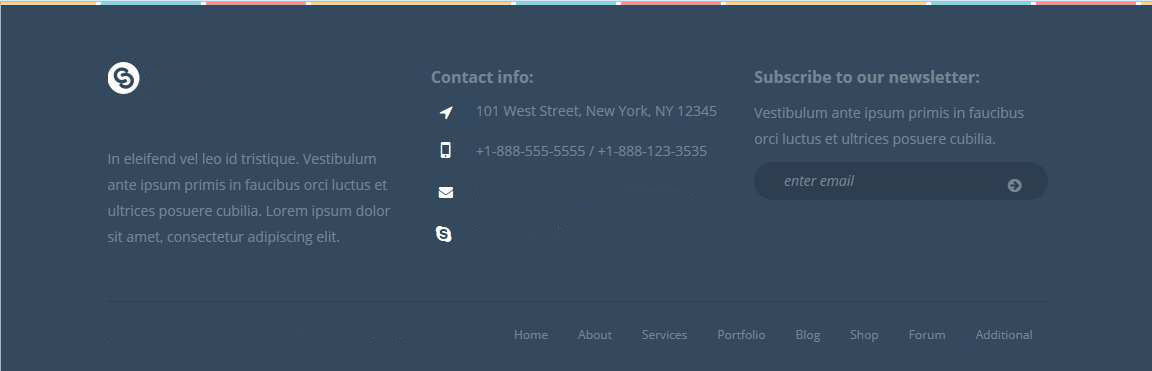 In eleifend vel leo id tristique. Vestibulum
ante ipsum primis in faucibus orci luctus et
ultrices posuere cubilia. Lorem ipsum dolor
sit amet, consectetur adipiscing elit.
Contact info:
101 West Street, New York, NY 12345
+1-888-555-5555 / +1-888-123-3535
Subscribe to our newsletter:
Vestibulum ante ipsum primis in faucibus
orci luctus et ultrices posuere cubilia.
enter email
Home About Services Portfolio Blog Shop Forum Additional